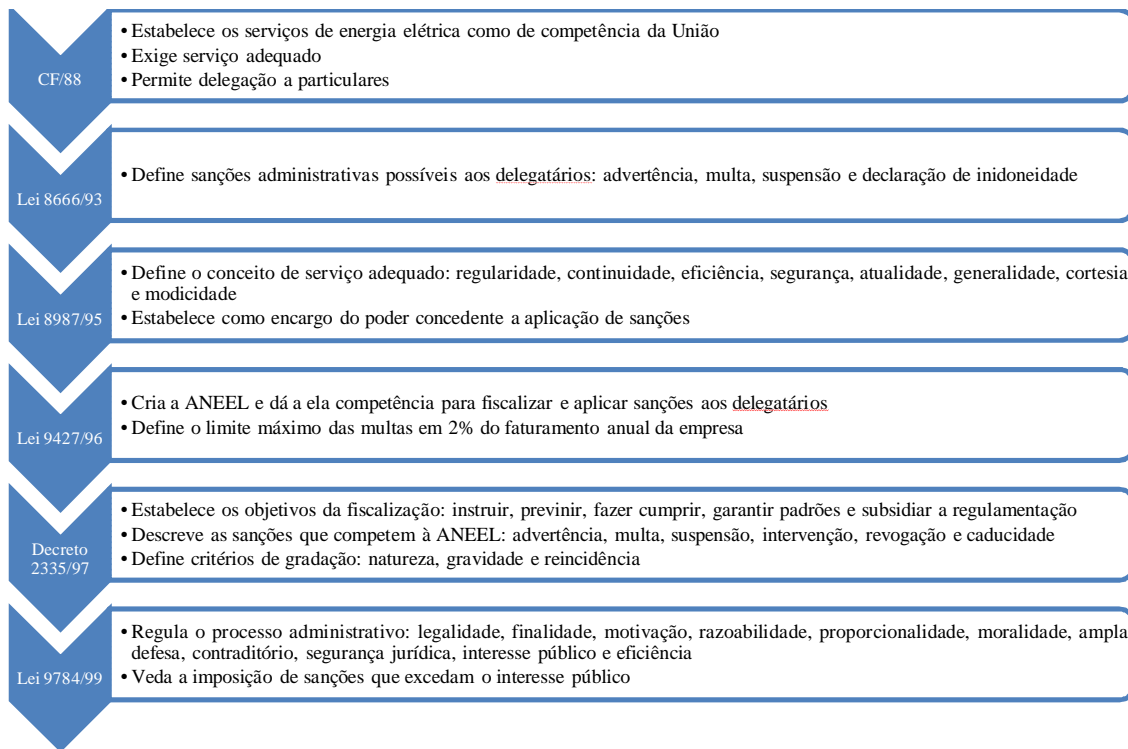 CF/88
• Estabelece os serviços de energia elétrica como de competência da União
• Exige serviço adequado
• Permite delegação a particulares
Lei 8666/93
• Define sanções administrativas possíveis aos delegatários: advertência, multa, suspensão e declaração de inidoneidade
Lei 8987/95
• Define o conceito de serviço adequado: regularidade, continuidade, eficiência, segurança, atualidade, generalidade, cortesia
e modicidade
• Estabelece como encargo do poder concedente a aplicação de sanções
Lei 9427/96
• Cria a ANEEL e dá a ela competência para fiscalizar e aplicar sanções aos delegatários
• Define o limite máximo das multas em 2% do faturamento anual da empresa
Decreto
2335/97
• Estabelece os objetivos da fiscalização: instruir, previnir, fazer cumprir, garantir padrões e subsidiar a regulamentação
• Descreve as sanções que competem à ANEEL: advertência, multa, suspensão, intervenção, revogação e caducidade
• Define critérios de gradação: natureza, gravidade e reincidência
Lei 9784/99
• Regula o processo administrativo: legalidade, finalidade, motivação, razoabilidade, proporcionalidade, moralidade, ampla
defesa, contraditório, segurança jurídica, interesse público e eficiência
• Veda a imposição de sanções que excedam o interesse público